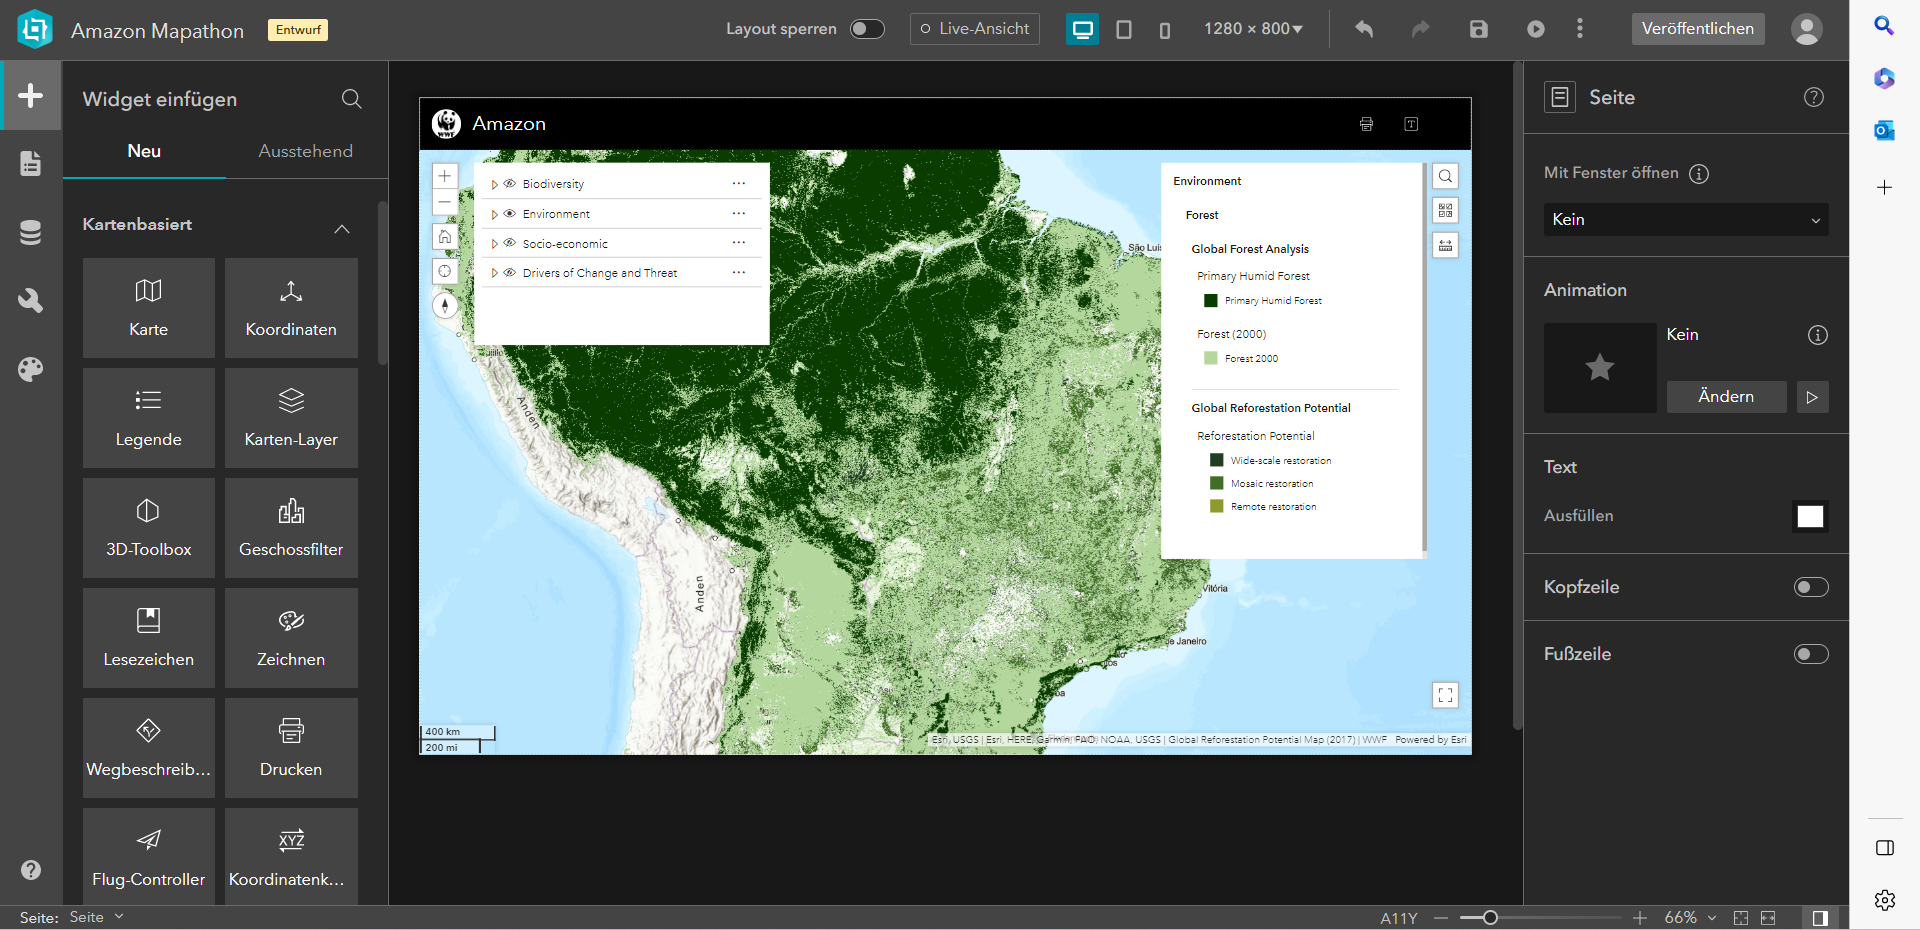 Amazon Mapathon
Entwurf
Layout sperren
Live-Ansicht
1280 × 800
Veröffentlichen
Widget einfügen
Neu
Ausstehend
Kartenbasiert
Karte
Koordinaten
Legende
Karten-Layer
3D-Toolbox
Geschossfilter
Lesezeichen
Zeichnen
Wegbeschreib...
Drucken
XYZ
Flug-Controller
Koordinatenk...
WWF
Amazon
Biodiversity
Environment
Socio-economic
Drivers of Change and Threat
Environment
Forest
Global Forest Analysis
Primary Humid Forest
Primary Humid Forest
Forest (2000)
Forest 2000
Global Reforestation Potential
Reforestation Potential
Wide-scale restoration
Mosaic restoration
Remote restoration
São Luís
Anden
Anden
Vitória
de Janeiro
400 km
200 mi
Esri, USGS | Esri, HERE, Garmin, FAO, NOAA, USGS | Global Reforestation Potential Map (2017) | WWF
Powered by Esri
Seite
Mit Fenster öffnen
Kein
Animation
Kein
Ändern
Text
Ausfüllen
Kopfzeile
Fußzeile
Seite:
Seite
A11Y
66%